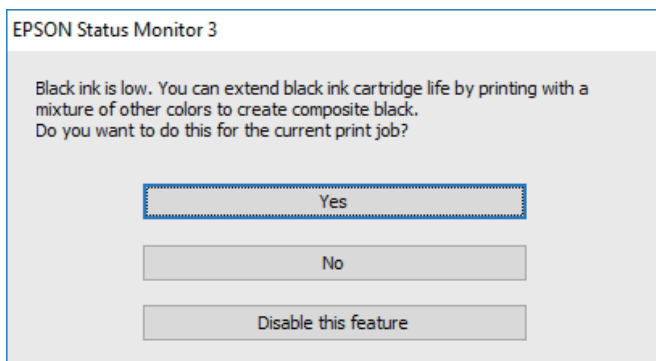 EPSON Status Monitor 3
Black ink is low. You can extend black ink cartridge life by printing with a
mixture of other colors to create composite black.
Do you want to do this for the current print job?
Yes
No
Disable this feature